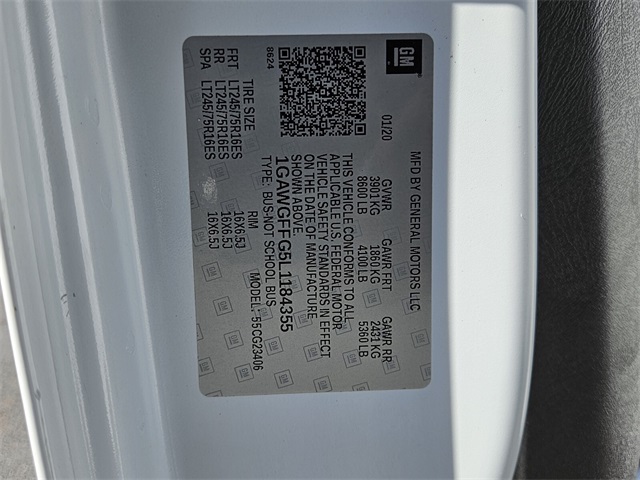 GM
MFD BY GENERAL MOTORS LLC
01/20 GVWR GAWR FRT GAWR RR
3901 KG 1860 KG 2431 KG
8600 LB 4100 LB 5360 LB
THIS VEHICLE CONFORMS TO ALL
APPLICABLE U.S. FEDERAL MOTOR
VEHICLE SAFETY STANDARDS IN EFFECT
ON THE DATE OF MANUFACTURE
SHOWN ABOVE.
1GAWGFFG5L1184355
TYPE: BUS-NOT SCHOOL BUS
8624 MODEL: 55CG23406
TIRE SIZE RIM
FRT LT245/75R16ES 16X6.5J
RR LT245/75R16ES 16X6.5J
SPA LT245/75R16ES 16X6.5J